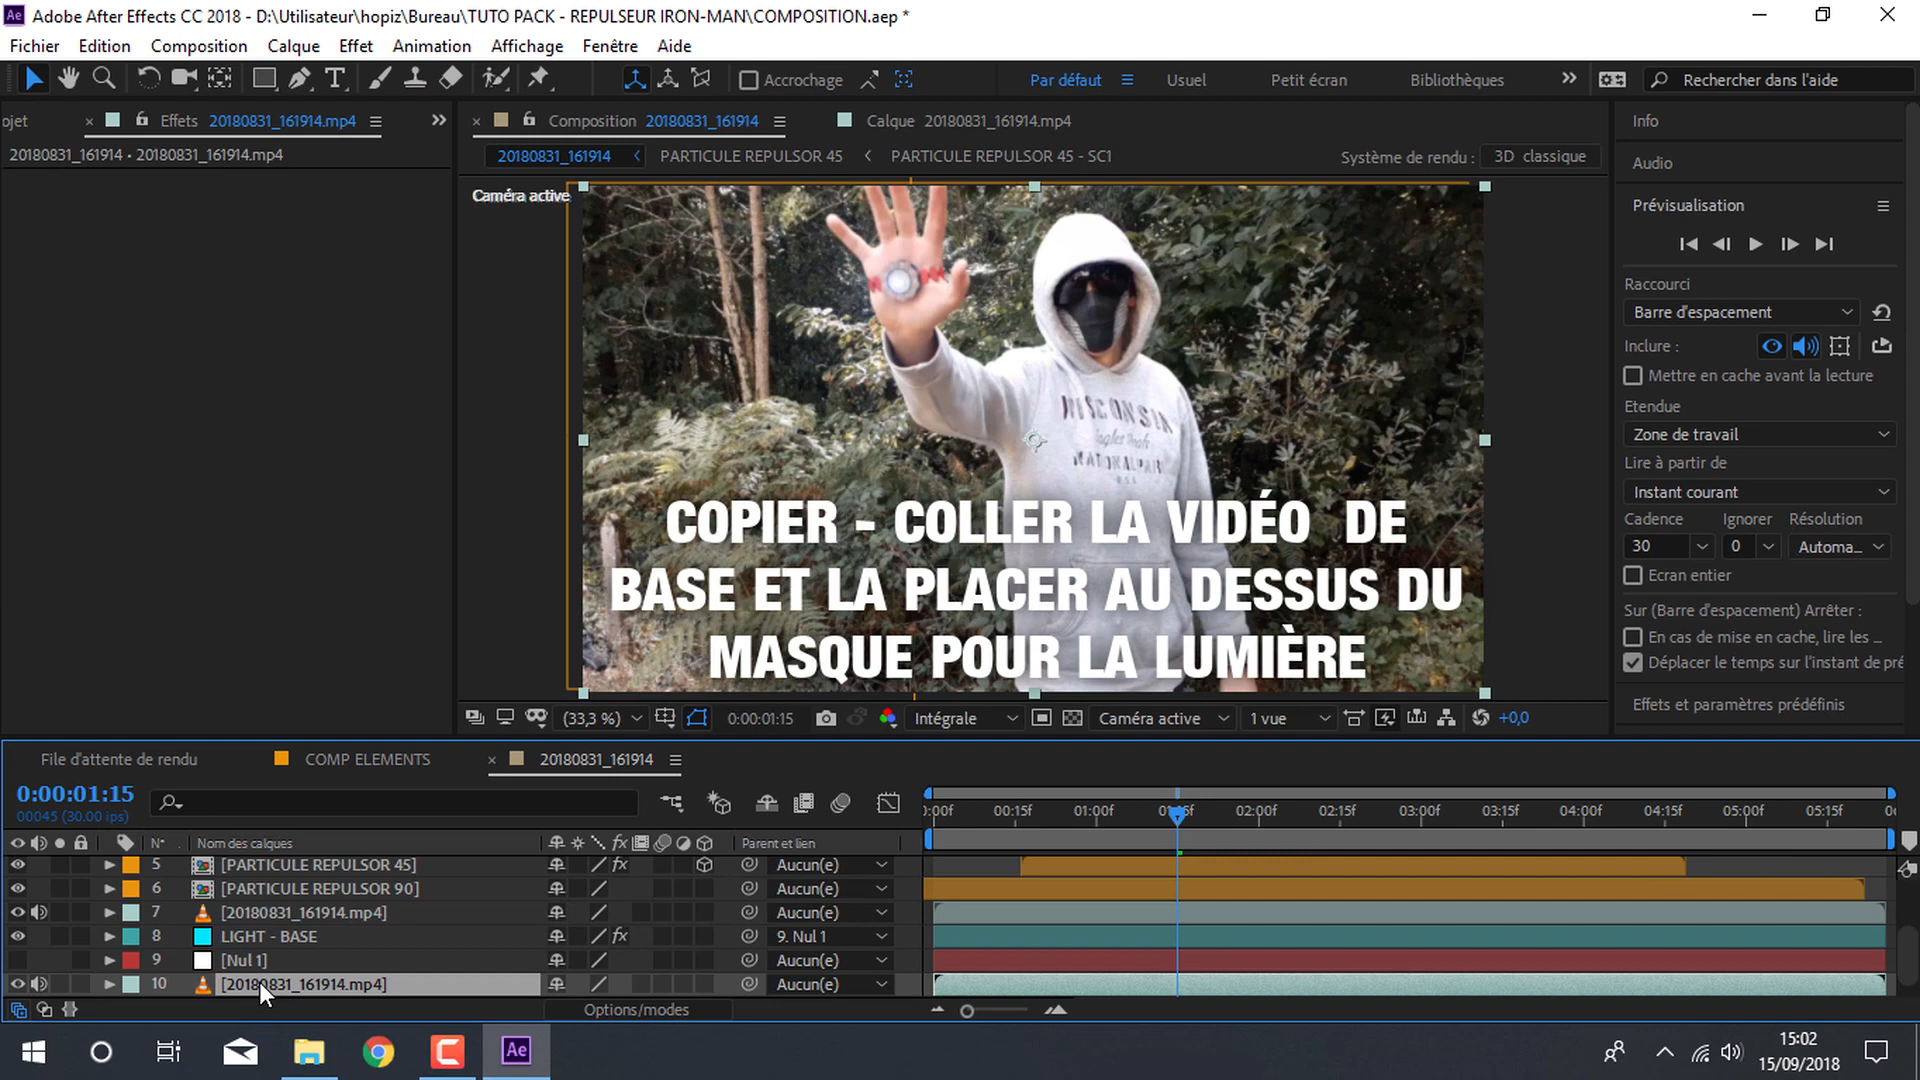 Adobe After Effects CC 2018 - D:\Utilisateur\hopiz\Bureau\TUTO PACK - REPULSEUR IRON-MAN\COMPOSITION.aep *
Fichier Edition Composition Calque Effet Animation Affichage Fenêtre Aide
Accrochage Par défaut Usuel Petit écran Bibliothèques Rechercher dans l'aide
ojet Effets 20180831_161914.mp4 Composition 20180831_161914 Calque 20180831_161914.mp4 Info
20180831_161914 • 20180831_161914.mp4 20180831_161914 PARTICULE REPULSOR 45 PARTICULE REPULSOR 45 - SC1 Système de rendu : 3D classique
Audio
Caméra active
Prévisualisation
Raccourci
Barre d'espacement
Inclure :
Mettre en cache avant la lecture
Etendue
Zone de travail
Lire à partir de
Instant courant
Cadence Ignorer Résolution
30 0 Automa...
Ecran entier
Sur (Barre d'espacement) Arrêter :
En cas de mise en cache, lire les ...
Déplacer le temps sur l'instant de pré
Effets et paramètres prédéfinis
COPIER - COLLER LA VIDÉO DE
BASE ET LA PLACER AU DESSUS DU
MASQUE POUR LA LUMIÈRE
(33,3 %) 0:00:01:15 Intégrale Caméra active 1 vue +0,0
File d'attente de rendu COMP ELEMENTS 20180831_161914
0:00:01:15
00045 (30.00 ips)
:00f 00:15f 01:00f 01:15f 02:00f 02:15f 03:00f 03:15f 04:00f 04:15f 05:00f 05:15f
N° Nom des calques fx Parent et lien
5 [PARTICULE REPULSOR 45] fx Aucun(e)
6 [PARTICULE REPULSOR 90] Aucun(e)
7 [20180831_161914.mp4] Aucun(e)
8 LIGHT - BASE fx 9. Nul 1
9 [Nul 1] Aucun(e)
10 [20180831_161914.mp4] Aucun(e)
Options/modes
Ae
15:02
15/09/2018